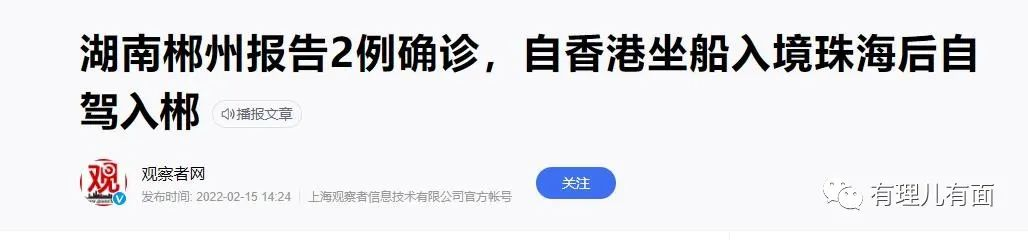 湖南郴州报告2例确诊，自香港坐船入境珠海后自
驾入郴 播报文章
观 观察者网
发布时间: 2022-02-15 14:24 上海观察者信息技术有限公司官方帐号
关注
有理儿有面